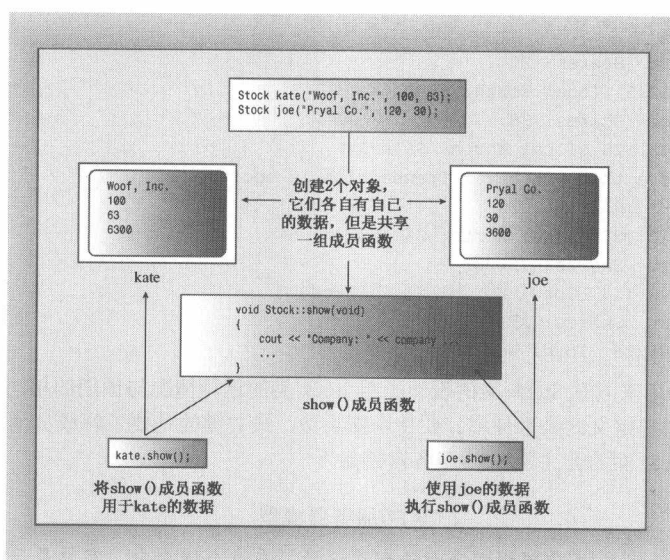 Stock kate("Woof, Inc.", 100, 63);
Stock joe("Pryal Co.", 120, 30);
Woof, Inc.
100
63
6300
kate
创建2个对象，
它们各自有自己
的数据，但是共享
一组成员函数
Pryal Co.
120
30
3600
joe
void Stock::show(void)
{
cout << "Company: " << company ...
...
}
show()成员函数
kate.show();
将show()成员函数
用于kate的数据
joe.show();
使用joe的数据
执行show()成员函数